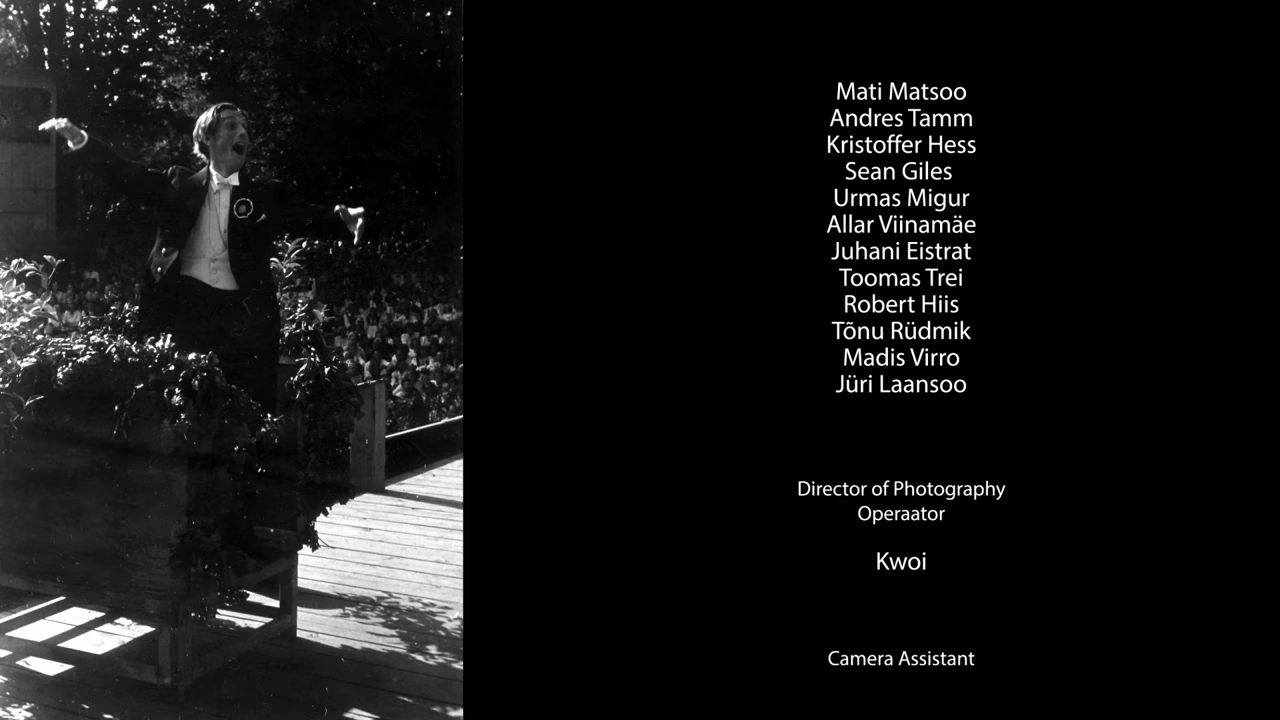 Mati Matsoo
Andres Tamm
Kristoffer Hess
Sean Giles
Urmas Migur
Allar Viinamäe
Juhani Eistrat
Toomas Trei
Robert Hiis
Tõnu Rüdmik
Madis Virro
Jüri Laansoo
Director of Photography
Operaator
Kwoi
Camera Assistant